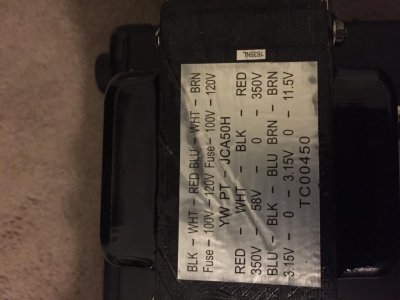 1635NL
BLK – WHT – RED BLU – WHT – BRN
Fuse – 100V – 120V Fuse – 100V – 120V
YW PT – JCA50H
RED – WHT – BLK – RED
350V – 58V – 0 – 350V
BLU – BLK – BLU BRN – BRN
3.15V – 0 – 3.15V 0 – 11.5V
TC00450